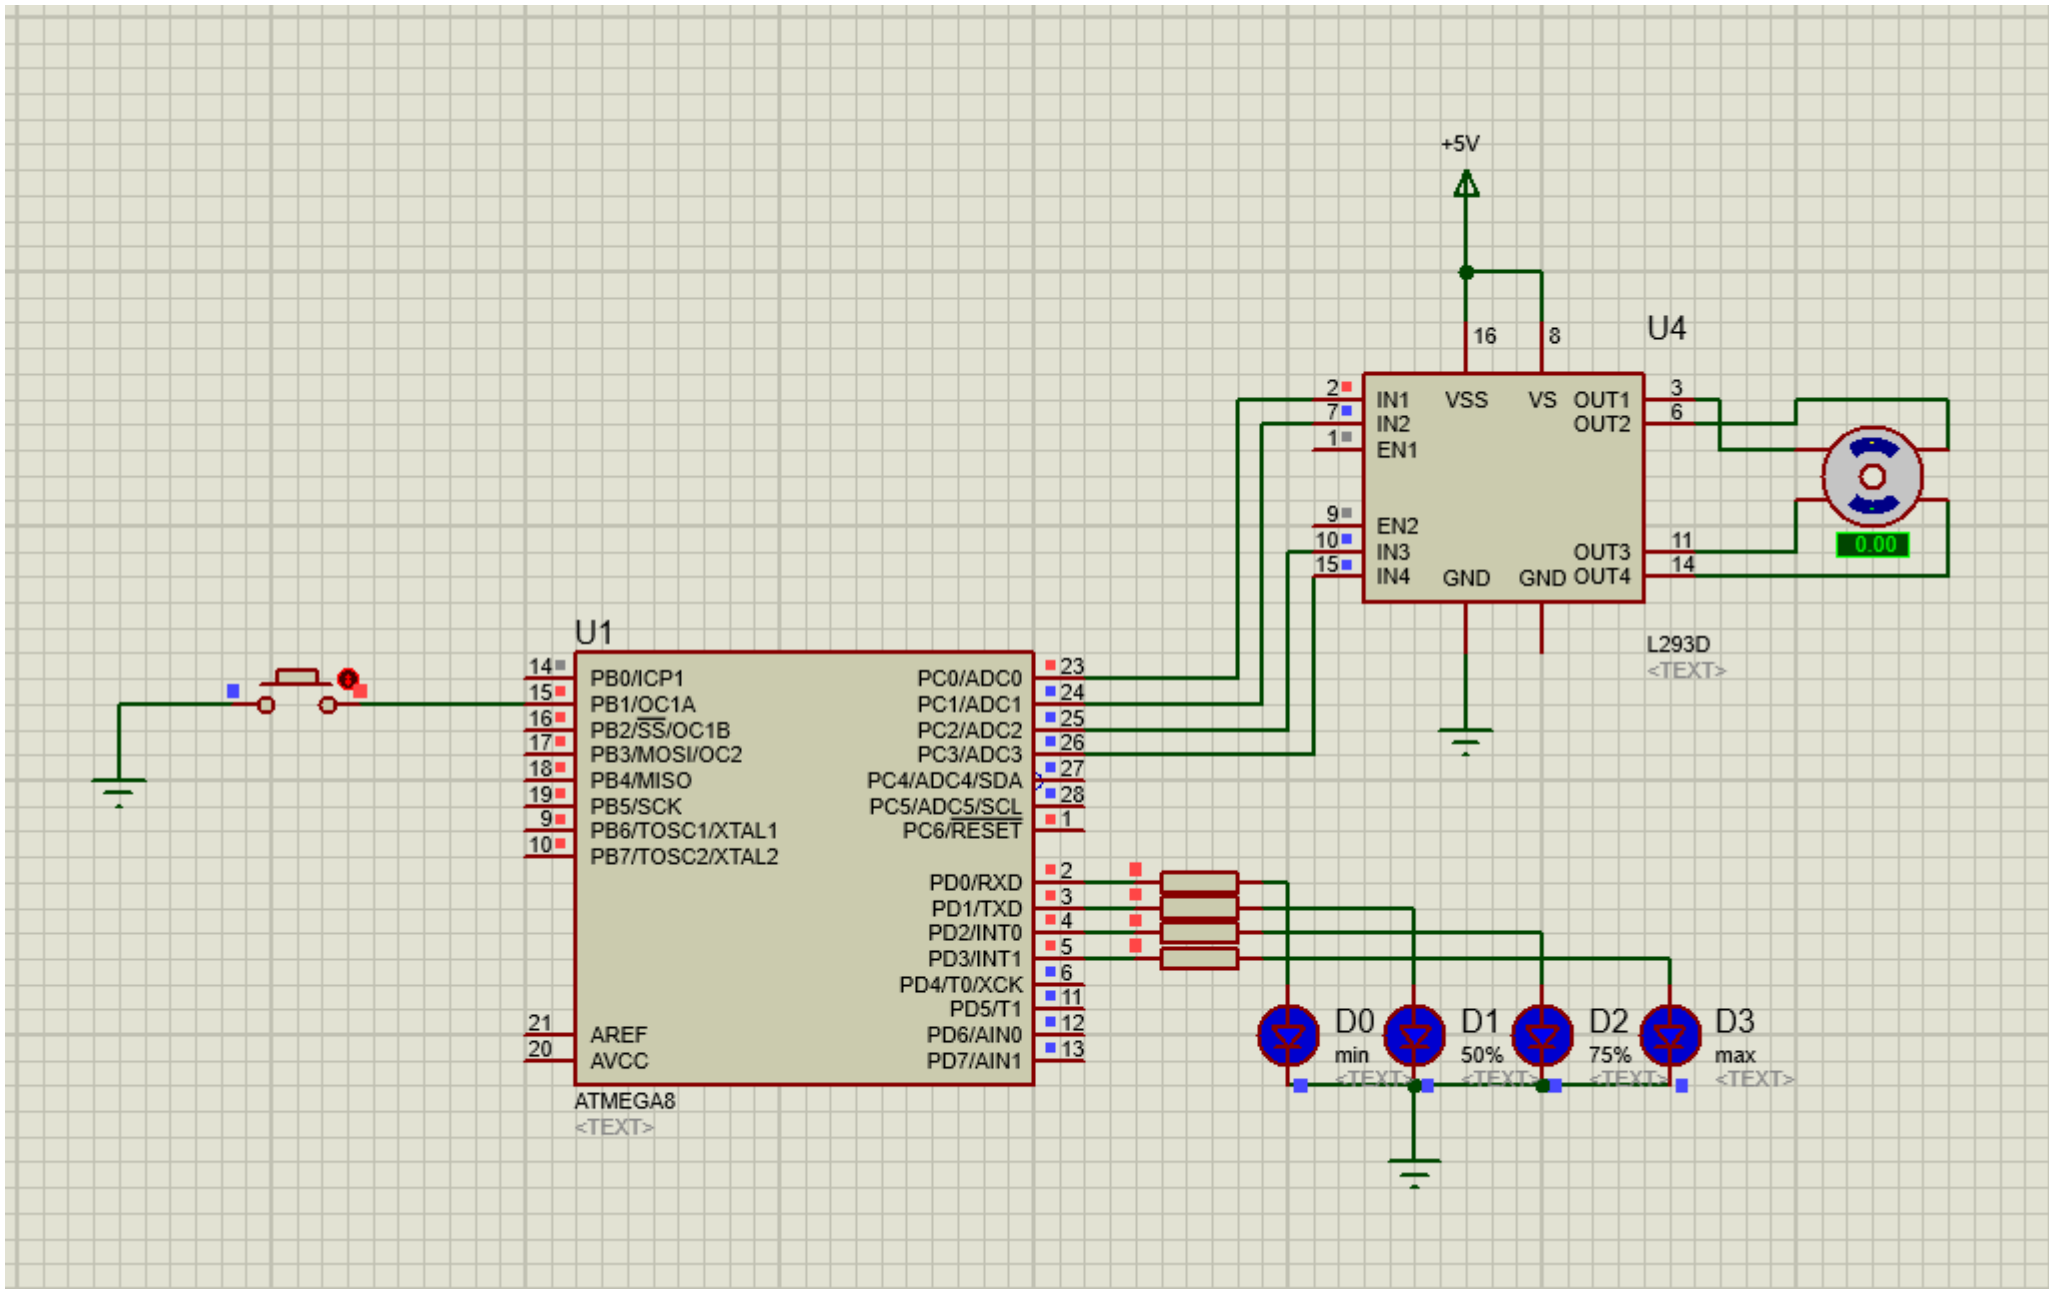 +5V
U4
16
8
2
IN1
VSS
VS
OUT1
3
7
IN2
OUT2
6
1
EN1
9
EN2
10
IN3
OUT3
11
15
IN4
GND
GND
OUT4
14
0.00
L293D
<TEXT>
U1
14
PB0/ICP1
PC0/ADC0
23
15
PB1/OC1A
PC1/ADC1
24
16
PB2/SS/OC1B
PC2/ADC2
25
17
PB3/MOSI/OC2
PC3/ADC3
26
18
PB4/MISO
PC4/ADC4/SDA
27
19
PB5/SCK
PC5/ADC5/SCL
28
9
PB6/TOSC1/XTAL1
PC6/RESET
1
10
PB7/TOSC2/XTAL2
PD0/RXD
2
PD1/TXD
3
PD2/INT0
4
PD3/INT1
5
PD4/T0/XCK
6
PD5/T1
11
21
AREF
PD6/AIN0
12
20
AVCC
PD7/AIN1
13
ATMEGA8
<TEXT>
D0
min
<TEXT>
D1
50%
<TEXT>
D2
75%
<TEXT>
D3
max
<TEXT>